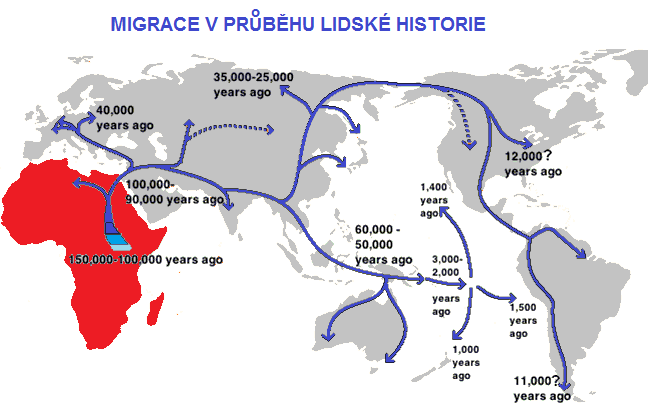 MIGRACE V PRŮBĚHU LIDSKÉ HISTORIE
35,000-25,000
years ago
40,000
years ago
12,000?
years ago
100,000-
90,000 years ago
1,400
years
ago
60,000 -
50,000
years ago
150,000-100,000 years ago
3,000-
2,000
years
ago
1,500
years
ago
1,000
years
ago
11,000?
years ago